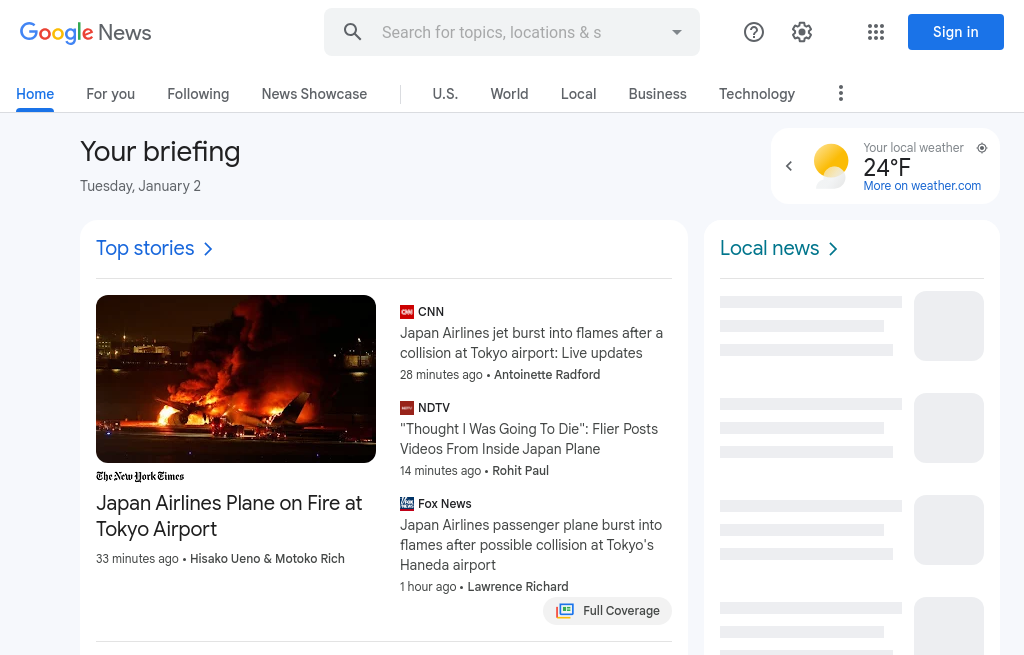 Google News
Search for topics, locations & s
Sign in
Home
For you
Following
News Showcase
U.S.
World
Local
Business
Technology
Your briefing
Tuesday, January 2
Your local weather
24°F
More on weather.com
Top stories
The New York Times
Japan Airlines Plane on Fire at
Tokyo Airport
33 minutes ago • Hisako Ueno & Motoko Rich
CNN
CNN
Japan Airlines jet burst into flames after a
collision at Tokyo airport: Live updates
28 minutes ago • Antoinette Radford
NDTV
NDTV
"Thought I Was Going To Die": Flier Posts
Videos From Inside Japan Plane
14 minutes ago • Rohit Paul
FOX NEWS
Fox News
Japan Airlines passenger plane burst into
flames after possible collision at Tokyo's
Haneda airport
1 hour ago • Lawrence Richard
Full Coverage
Local news